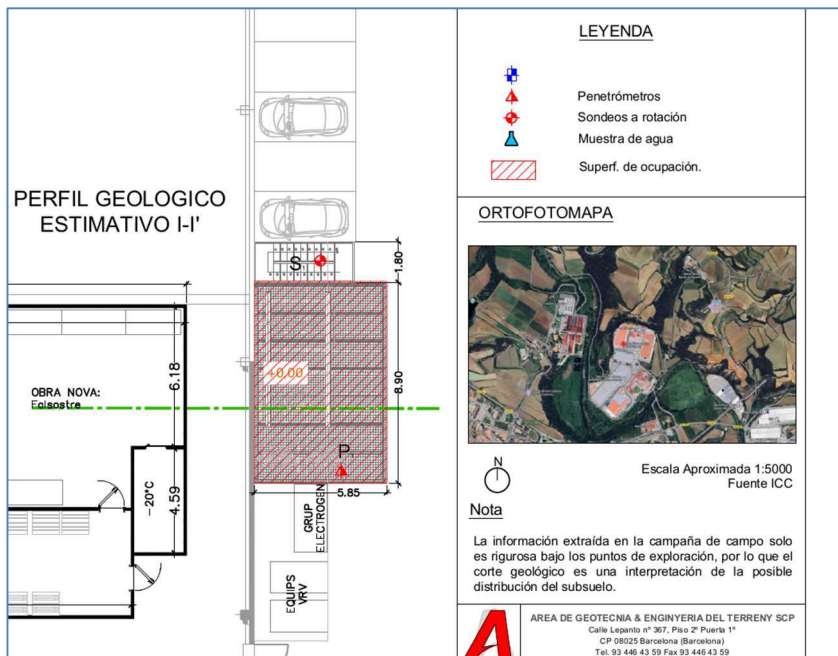 PERFIL GEOLOGICO
ESTIMATIVO I-I'
S.
1.80
+0.00
8.90
P.
5.85
6.18
OBRA NOVA:
Falsostre
-20°C
4.59
GRUP
ELECTROGEN
EQUIPS
VRV
LEYENDA
Penetrómetros
Sondeos a rotación
Muestra de agua
Superf. de ocupación.
ORTOFOTOMAPA
N
Escala Aproximada 1:5000
Fuente ICC
Nota
La información extraída en la campaña de campo solo
es rigurosa bajo los puntos de exploración, por lo que el
corte geológico es una interpretación de la posible
distribución del subsuelo.
AREA DE GEOTECNIA & ENGINYERIA DEL TERRENY SCP
Calle Lepanto nº 367, Piso 2º Puerta 1ª
CP 08025 Barcelona (Barcelona)
Tel. 93 446 43 59 Fax 93 446 43 59